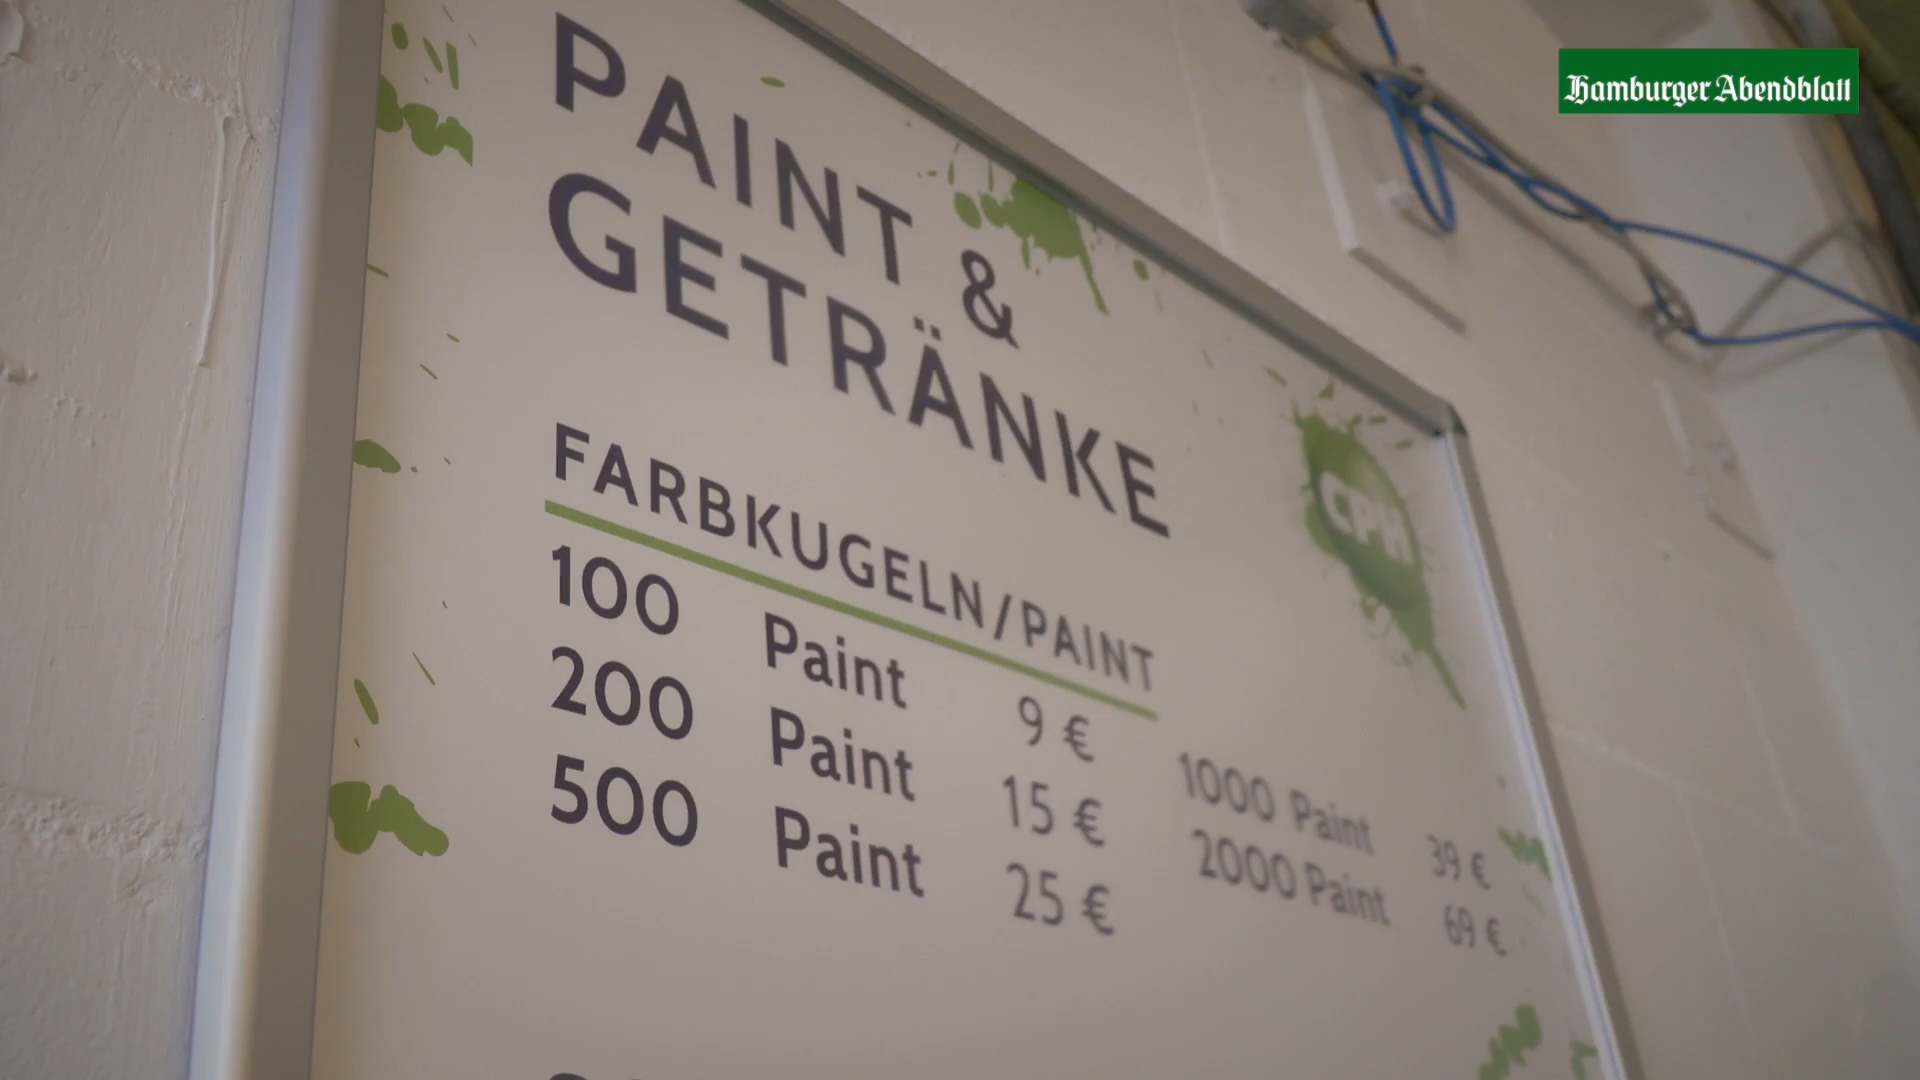 Hamburger Abendblatt
PAINT &
GETRÄNKE
CPH
FARBKUGELN/PAINT
100 Paint 9 €
200 Paint 15 €
500 Paint 25 €
1000 Paint 39 €
2000 Paint 69 €